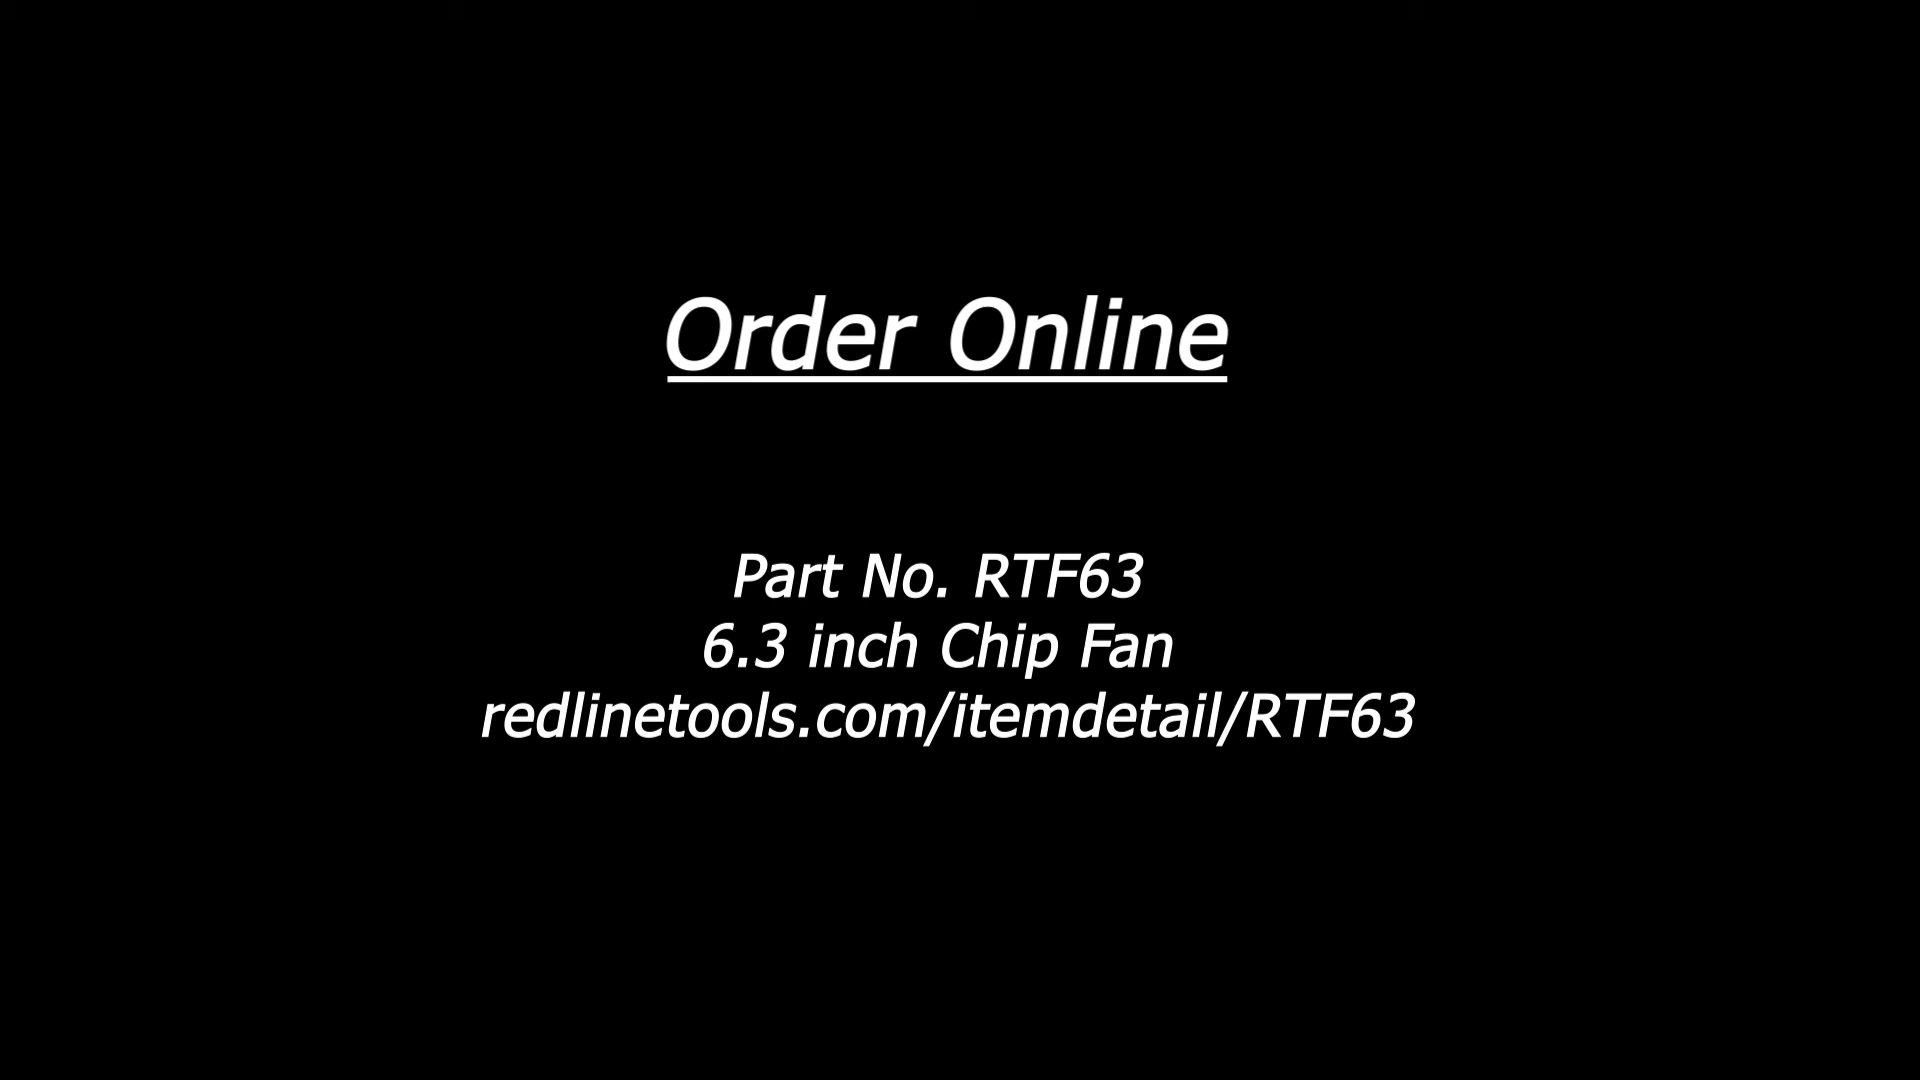 Order Online
Part No. RTF63
6.3 inch Chip Fan
redlinetools.com/itemdetail/RTF63